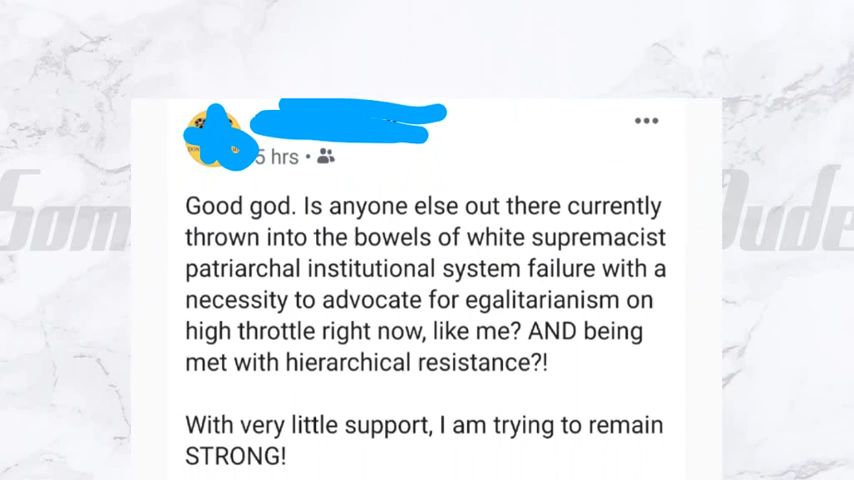 5 hrs •
Good god. Is anyone else out there currently
thrown into the bowels of white supremacist
patriarchal institutional system failure with a
necessity to advocate for egalitarianism on
high throttle right now, like me? AND being
met with hierarchical resistance?!
With very little support, I am trying to remain
STRONG!
Som
Dude